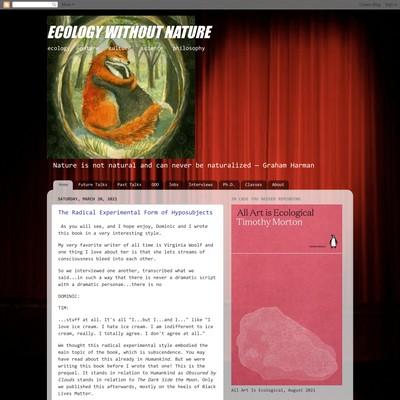 Create Blog Sign In
ECOLOGY WITHOUT NATURE
ecology nature culture science philosophy
Nature is not natural and can never be naturalized — Graham Harman
Home Future Talks Past Talks OOO Jobs Interviews Ph.D. Classes About
SATURDAY, MARCH 20, 2021
The Radical Experimental Form of Hyposubjects
As you will see, and I hope enjoy, Dominic and I wrote
this book in a very interesting style.
My very favorite writer of all time is Virginia Woolf and
one thing I love about her is that she lets streams of
consciousness bleed into each other.
So we interviewed one another, transcribed what we
said...in such a way that there is never a dramatic script
with a dramatic personae...there is no
DOMINIC:
TIM:
...stuff at all. It's all "I...but I...and I..." like "I
love ice cream. I hate ice cream. I am indifferent to ice
cream, really. I totally agree. I don't agree at all."
We thought this radical experimental style embodied the
main topic of the book, which is subscendence. You may
have read about this already in Humankind. But we were
writing this book before I wrote that one! This is the
prequel. It stands in relation to Humankind as Obscured by
Clouds stands in relation to The Dark Side the Moon. Only
we published this afterwards, mostly on the heels of Black
Lives Matter.
IN CASE YOU NEEDED REMINDING
All Art is Ecological
Timothy Morton
All Art Is Ecological, August 2021